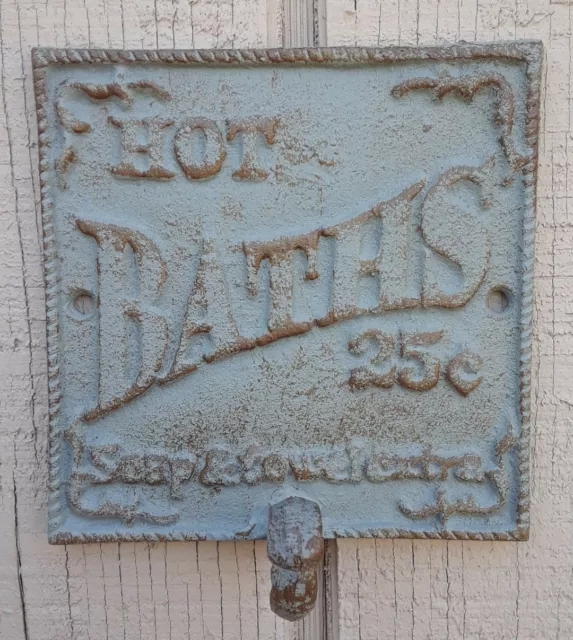 HOT
BATHS
25c
Soap & towel Extra